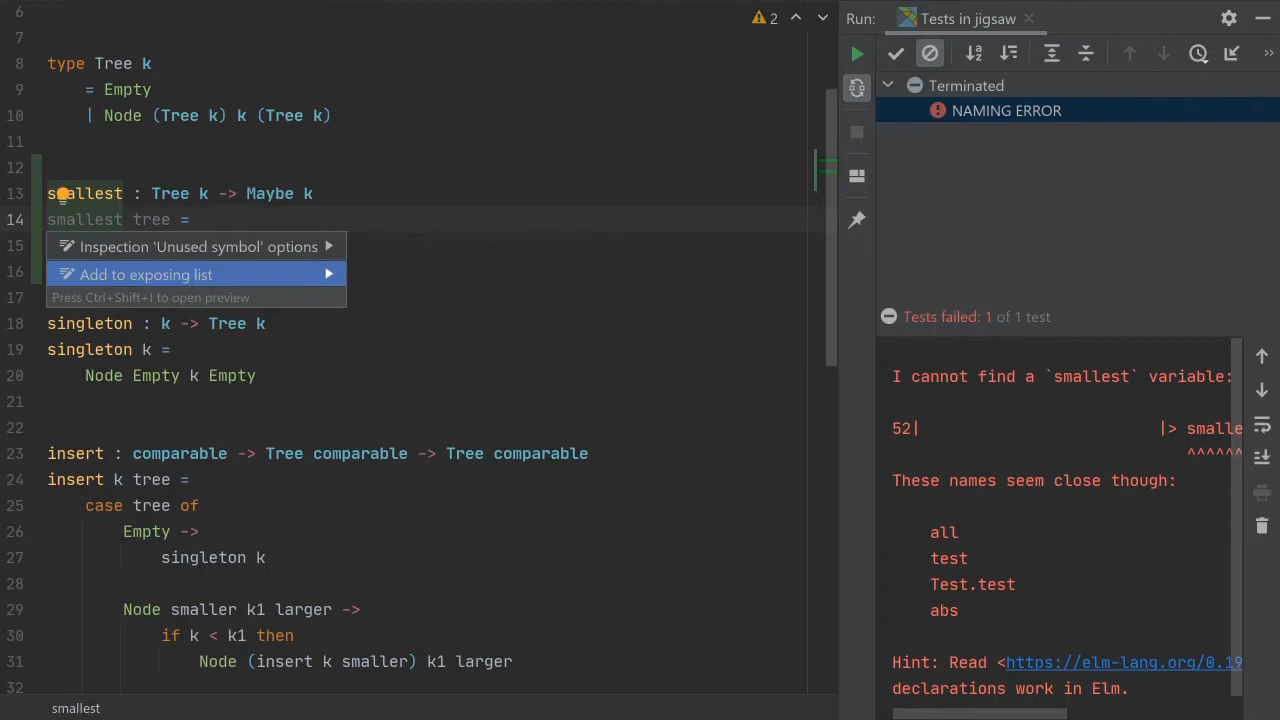 2
Run: Tests in jigsaw
6
7
8 type Tree k
9 = Empty
10 | Node (Tree k) k (Tree k)
11
12
13 smallest : Tree k -> Maybe k
14 smallest tree =
15
16
Inspection 'Unused symbol' options
Add to exposing list
Press Ctrl+Shift+I to open preview
17
18 singleton : k -> Tree k
19 singleton k =
20 Node Empty k Empty
21
22
23 insert : comparable -> Tree comparable -> Tree comparable
24 insert k tree =
25 case tree of
26 Empty ->
27 singleton k
28
29 Node smaller k1 larger ->
30 if k < k1 then
31 Node (insert k smaller) k1 larger
32
smallest
Terminated
NAMING ERROR
Tests failed: 1 of 1 test
I cannot find a `smallest` variable:
52| |> smalle
^^^^^^
These names seem close though:
all
test
Test.test
abs
Hint: Read <https://elm-lang.org/0.19
declarations work in Elm.